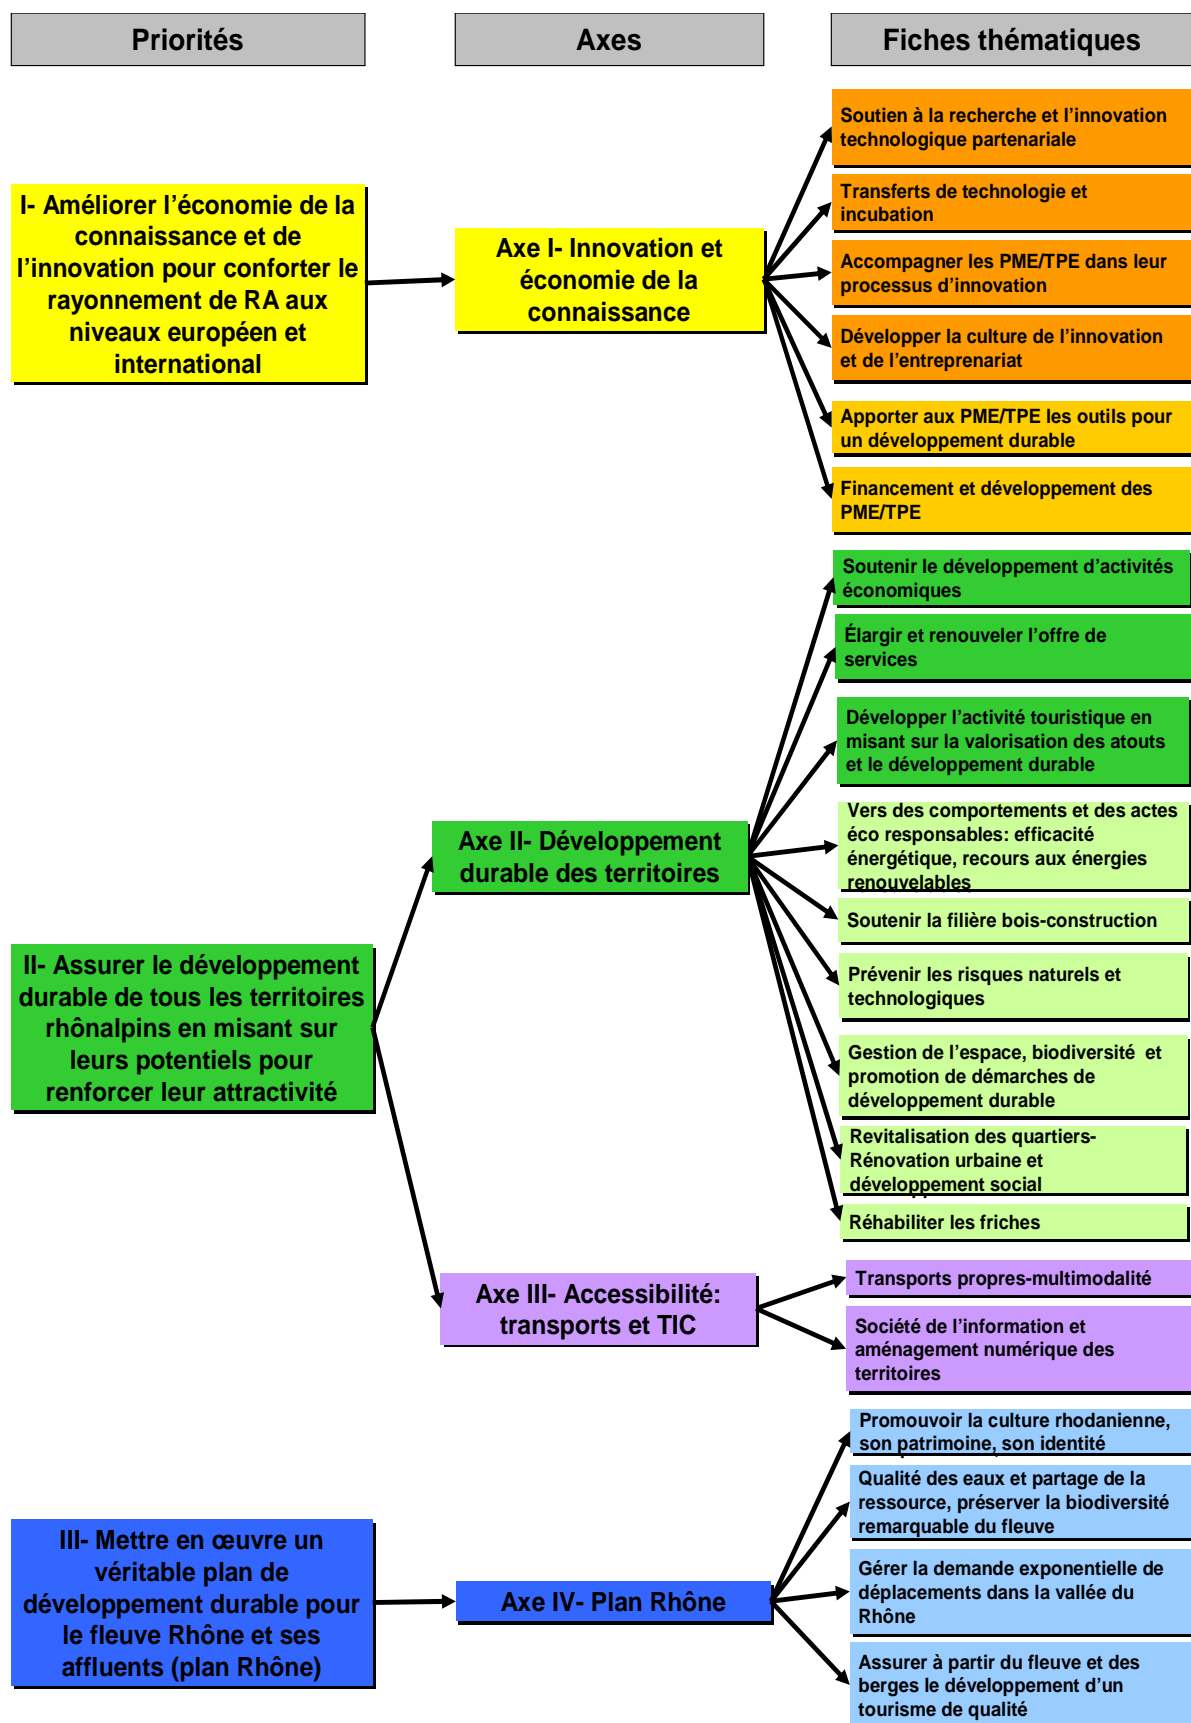 Priorités
Axes
Fiches thématiques
I- Améliorer l'économie de la
connaissance et de
l'innovation pour conforter le
rayonnement de RA aux
niveaux européen et
international
Axe I- Innovation et
économie de la
connaissance
Soutien à la recherche et l'innovation
technologique partenariale
Transferts de technologie et
incubation
Accompagner les PME/TPE dans leur
processus d'innovation
Développer la culture de l'innovation
et de l'entreprenariat
Apporter aux PME/TPE les outils pour
un développement durable
Financement et développement des
PME/TPE
II- Assurer le développement
durable de tous les territoires
rhônalpins en misant sur
leurs potentiels pour
renforcer leur attractivité
Axe II- Développement
durable des territoires
Soutenir le développement d'activités
économiques
Élargir et renouveler l'offre de
services
Développer l'activité touristique en
misant sur la valorisation des atouts
et le développement durable
Vers des comportements et des actes
éco responsables: efficacité
énergétique, recours aux énergies
renouvelables
Soutenir la filière bois-construction
Prévenir les risques naturels et
technologiques
Gestion de l'espace, biodiversité et
promotion de démarches de
développement durable
Revitalisation des quartiers-
Rénovation urbaine et
développement social
Réhabiliter les friches
Axe III- Accessibilité:
transports et TIC
Transports propres-multimodalité
Société de l'information et
aménagement numérique des
territoires
III- Mettre en œuvre un
véritable plan de
développement durable pour
le fleuve Rhône et ses
affluents (plan Rhône)
Axe IV- Plan Rhône
Promouvoir la culture rhodanienne,
son patrimoine, son identité
Qualité des eaux et partage de la
ressource, préserver la biodiversité
remarquable du fleuve
Gérer la demande exponentielle de
déplacements dans la vallée du
Rhône
Assurer à partir du fleuve et des
berges le développement d'un
tourisme de qualité